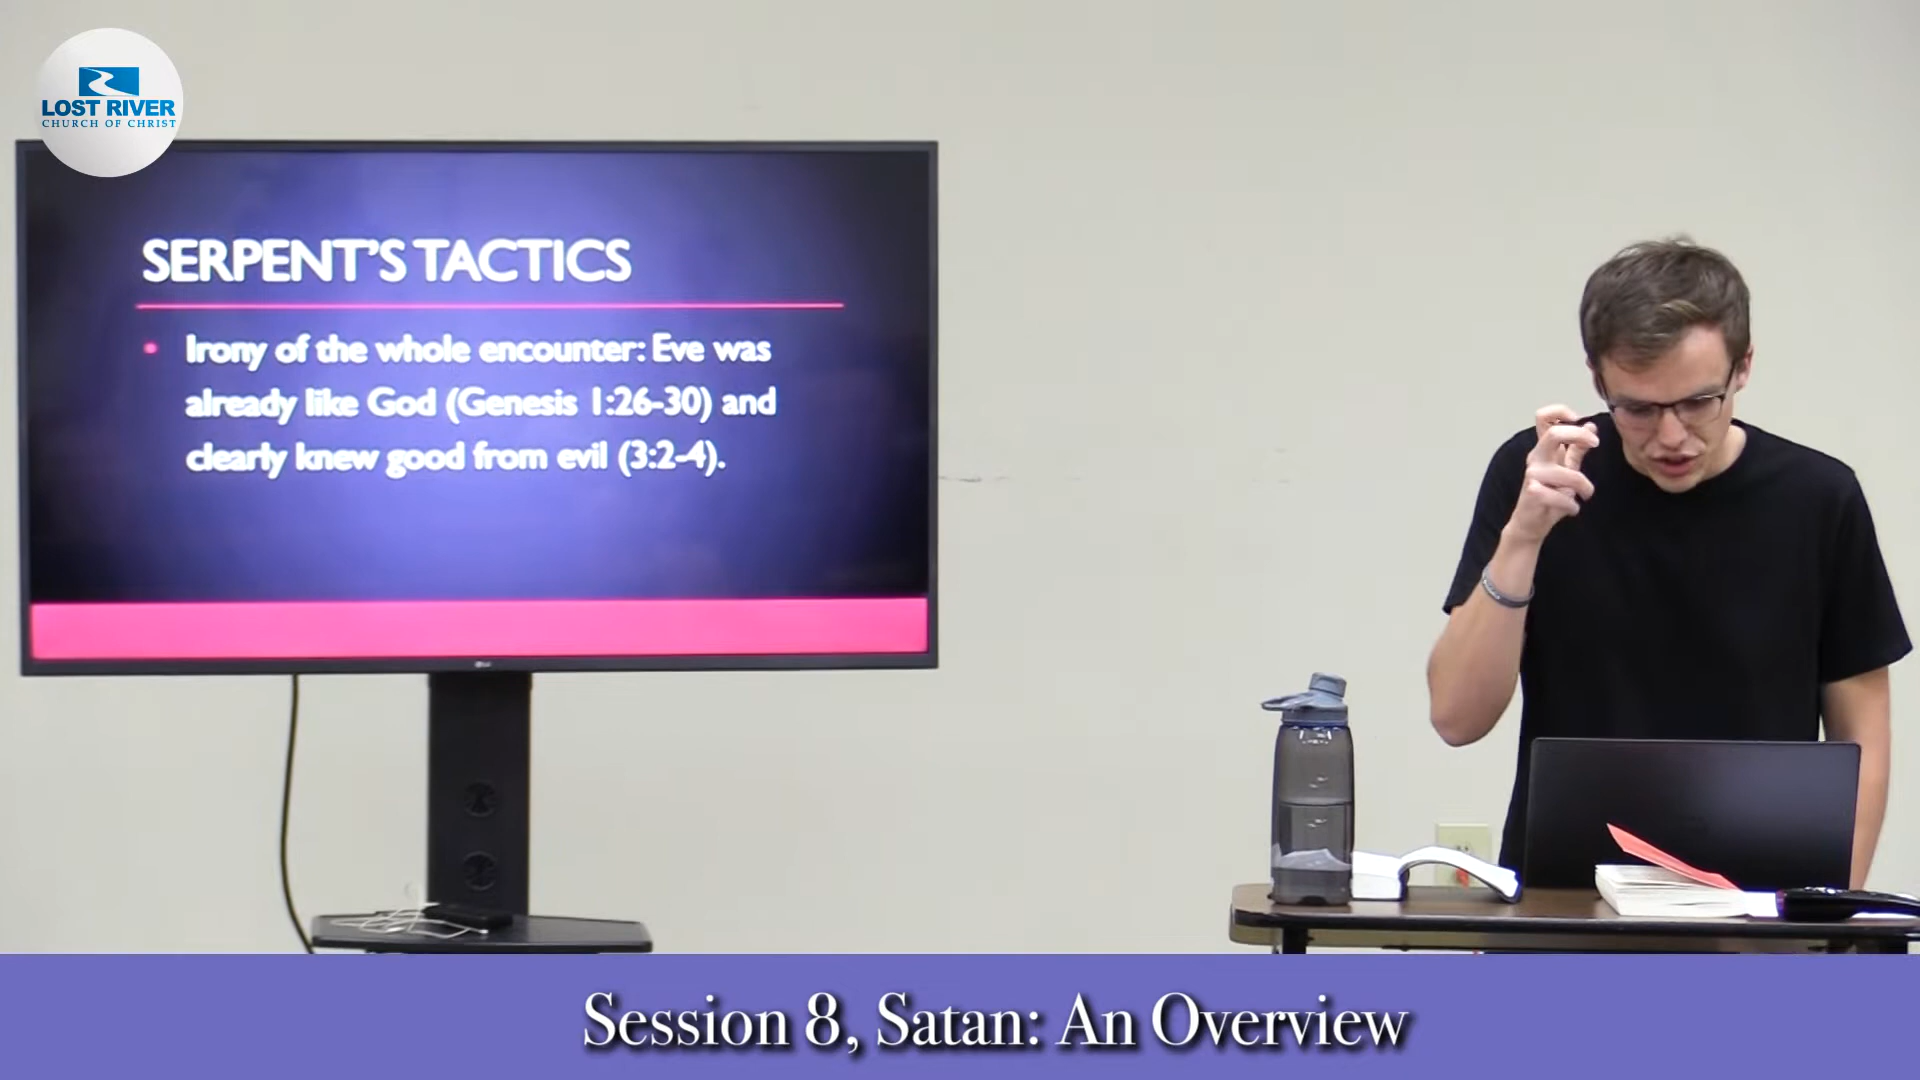 LOST RIVER
CHURCH OF CHRIST
SERPENT'S TACTICS
• Irony of the whole encounter: Eve was
already like God (Genesis 1:26-30) and
clearly knew good from evil (3:2-4).
Session 8, Satan: An Overview